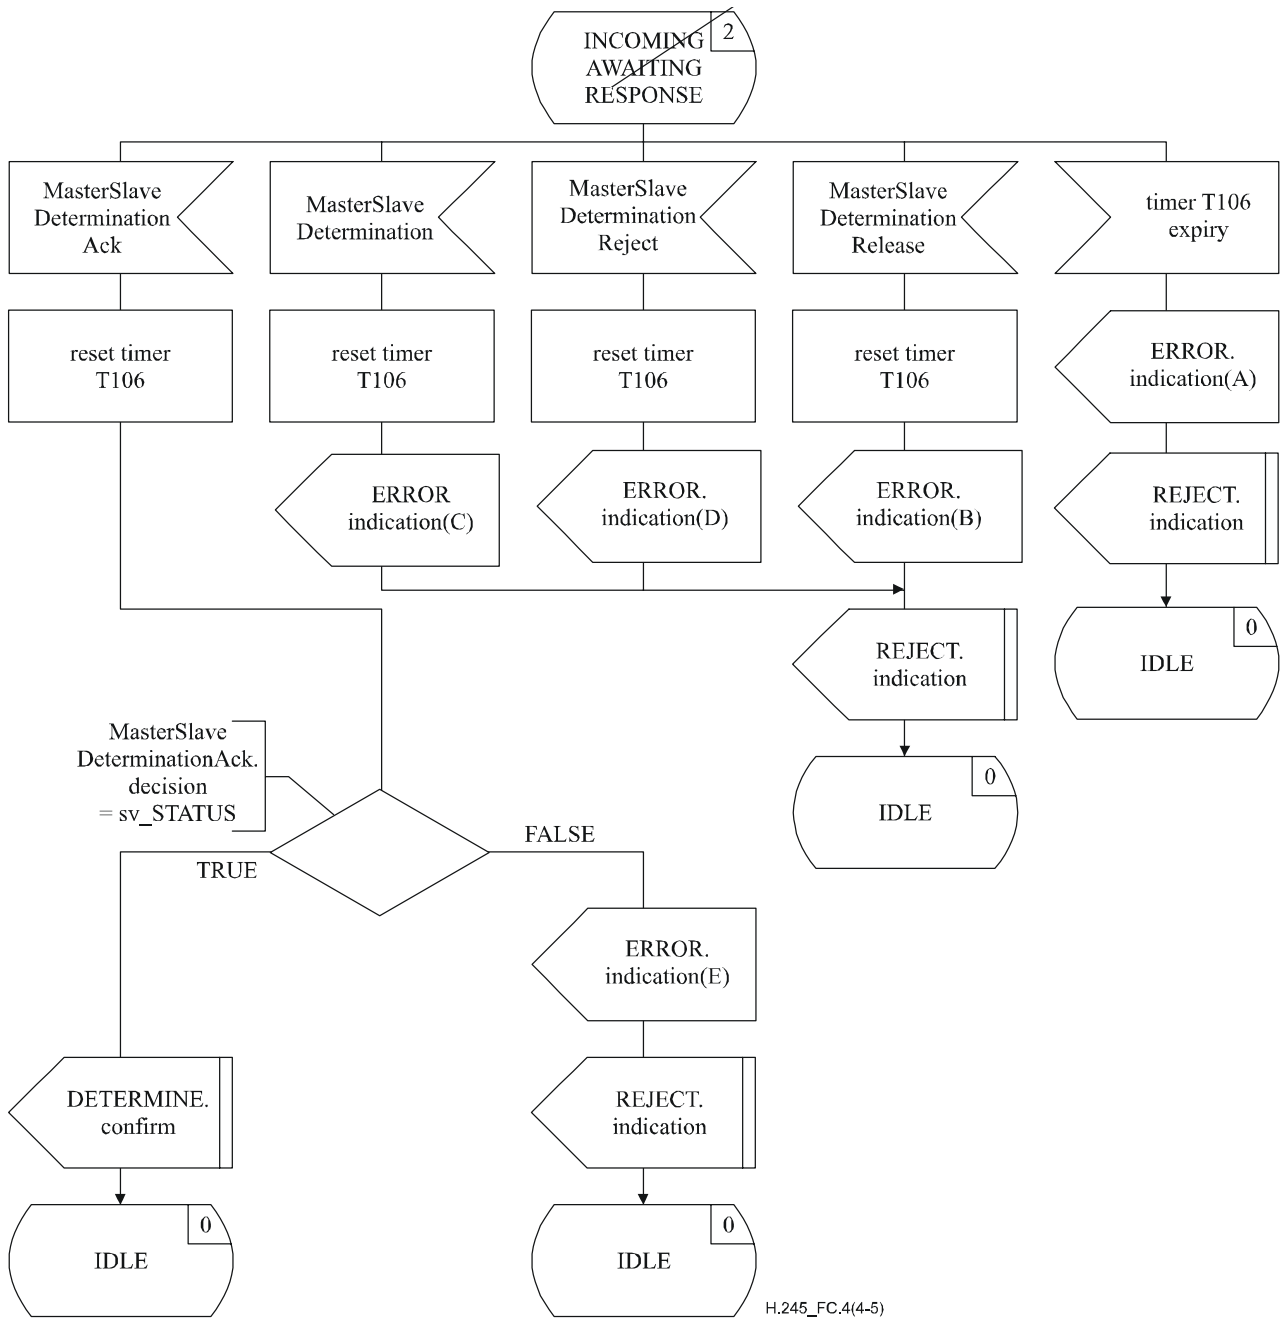 INCOMING
AWAITING
RESPONSE
2
MasterSlave
Determination
Ack
MasterSlave
Determination
MasterSlave
Determination
Reject
MasterSlave
Determination
Release
timer T106
expiry
reset timer
T106
reset timer
T106
reset timer
T106
reset timer
T106
ERROR.
indication(A)
ERROR
indication(C)
ERROR.
indication(D)
ERROR.
indication(B)
REJECT.
indication
REJECT.
indication
0
IDLE
MasterSlave
DeterminationAck.
decision
= sv_STATUS
0
IDLE
TRUE
FALSE
ERROR.
indication(E)
DETERMINE.
confirm
REJECT.
indication
0
IDLE
0
IDLE
H.245_FC.4(4-5)